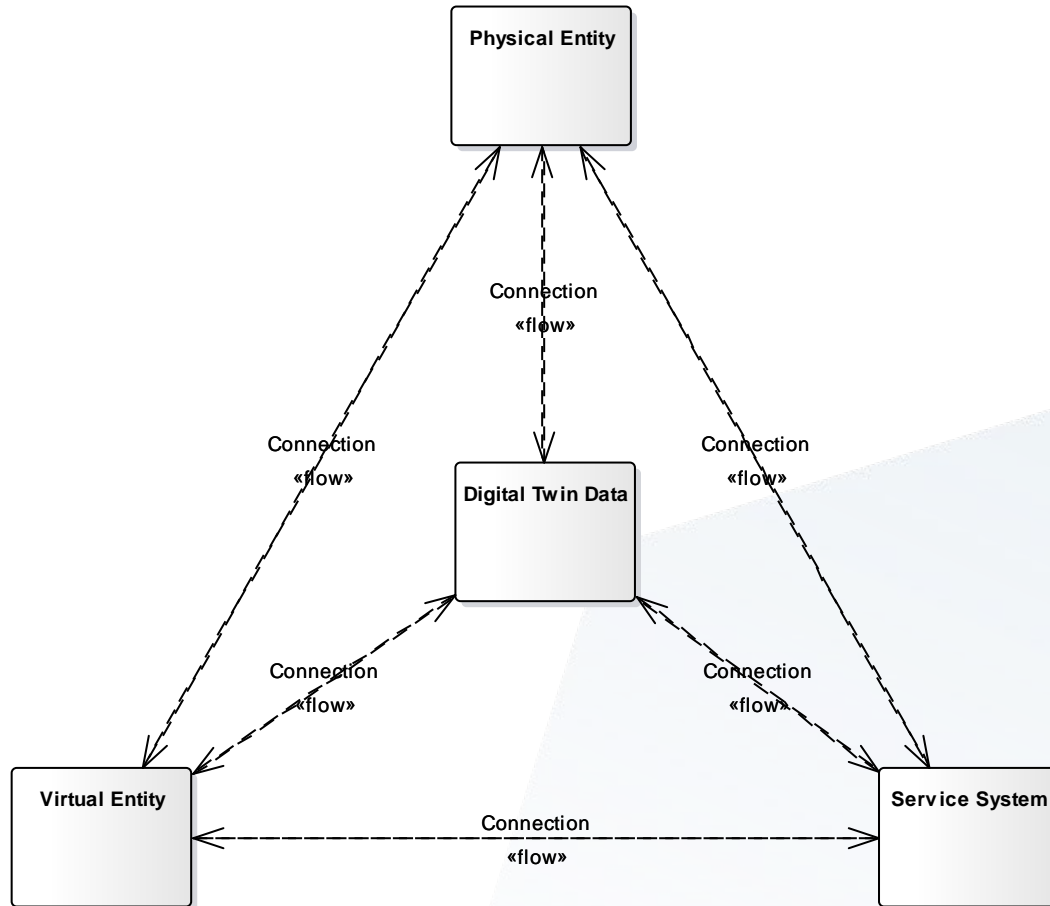 Physical Entity
Connection
«flow»
Connection
«flow»
Connection
«flow»
Digital Twin Data
Connection
«flow»
Connection
«flow»
Virtual Entity
Service System
Connection
«flow»